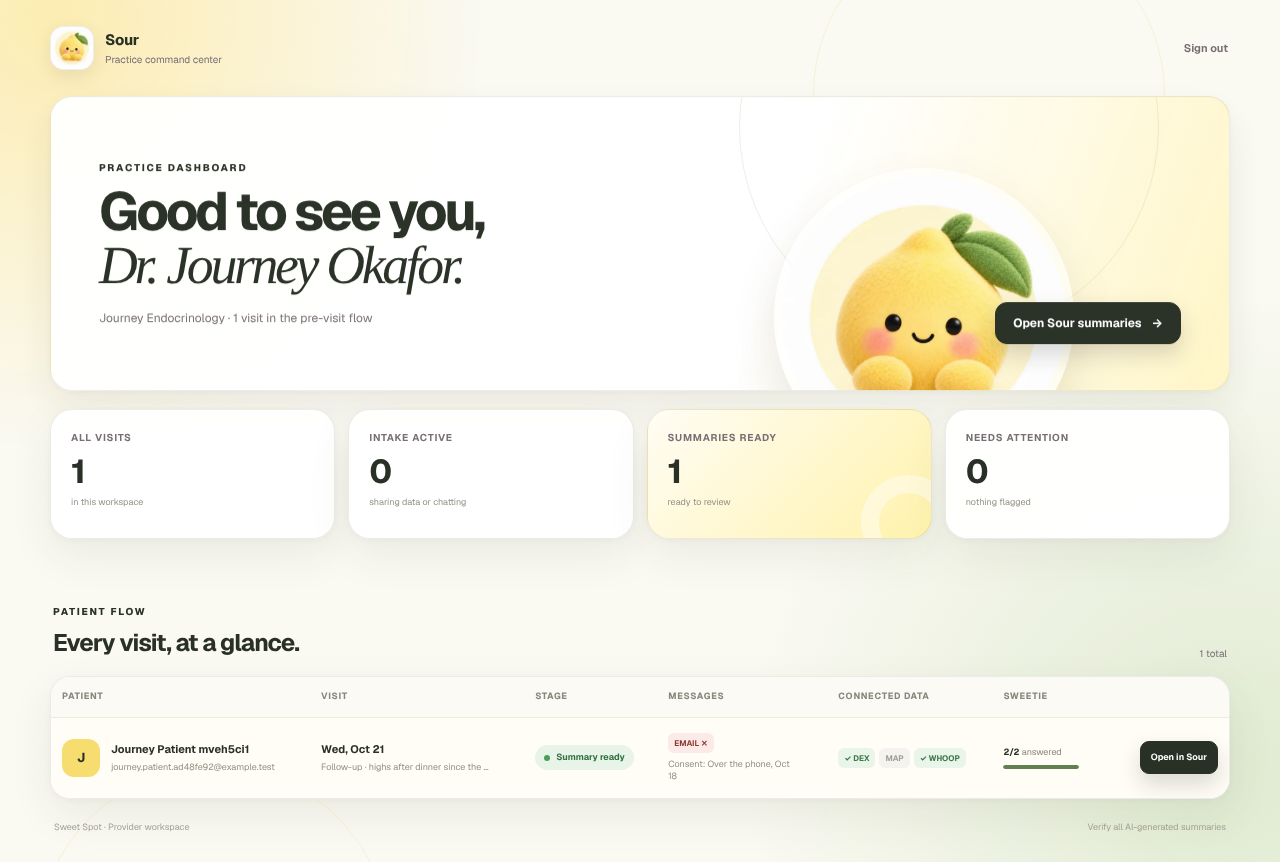 Sour
Practice command center
Sign out
PRACTICE DASHBOARD
Good to see you,
Dr. Journey Okafor.
Journey Endocrinology · 1 visit in the pre-visit flow
Open Sour summaries →
ALL VISITS
1
in this workspace
INTAKE ACTIVE
0
sharing data or chatting
SUMMARIES READY
1
ready to review
NEEDS ATTENTION
0
nothing flagged
PATIENT FLOW
Every visit, at a glance.
1 total
PATIENT VISIT STAGE MESSAGES CONNECTED DATA SWEETIE
J
Journey Patient mveh5ci1
journey.patient.ad48fe92@example.test
Wed, Oct 21
Follow-up · highs after dinner since the ...
Summary ready
EMAIL ✕
Consent: Over the phone, Oct
18
✓ DEX MAP ✓ WHOOP
2/2 answered
Open in Sour
Sweet Spot · Provider workspace
Verify all AI-generated summaries